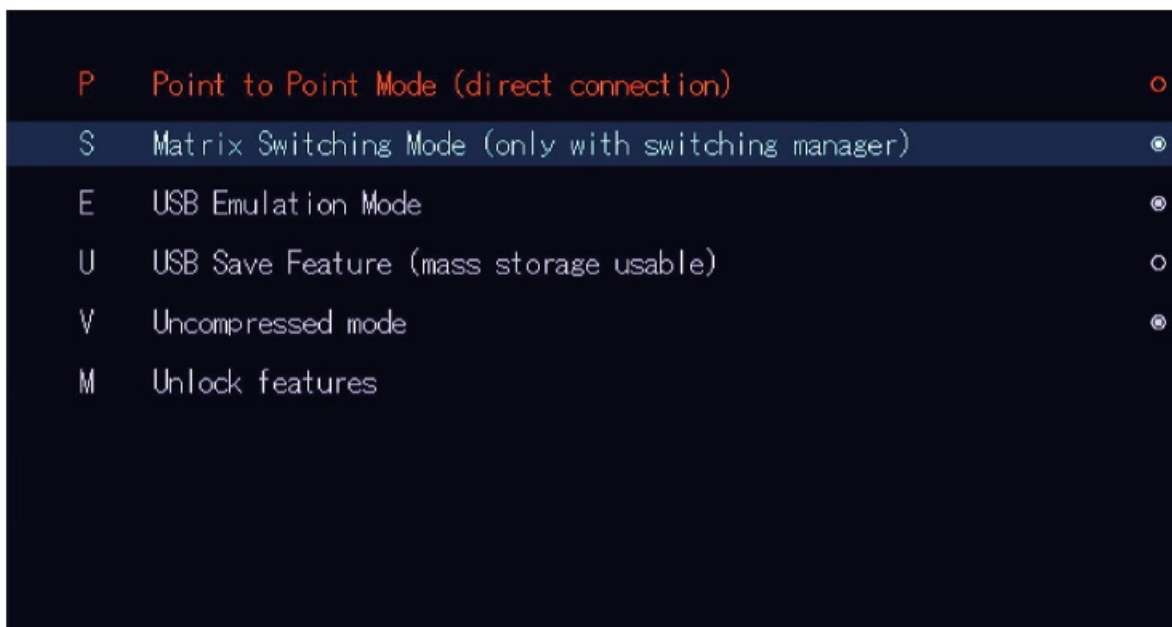 P Point to Point Mode (direct connection)
S Matrix Switching Mode (only with switching manager)
E USB Emulation Mode
U USB Save Feature (mass storage usable)
V Uncompressed mode
M Unlock features